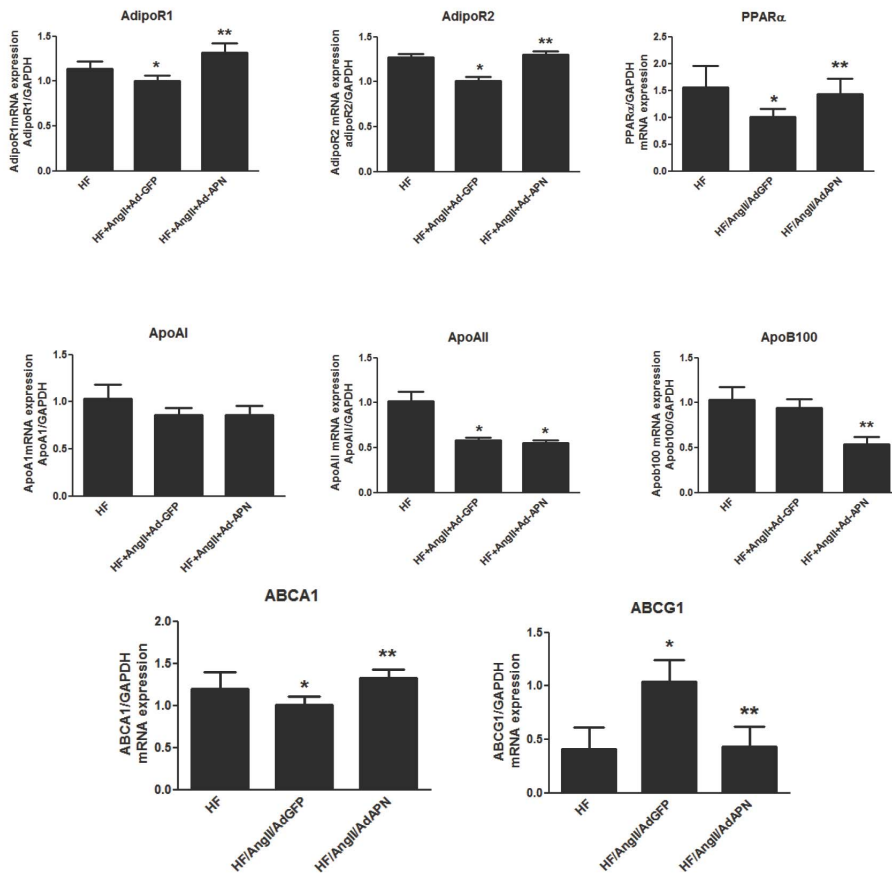 AdipoR1
AdipoR1mRNA expression
AdipoR1/GAPDH
1.5
1.0
0.5
0.0
*
**
HF
HF+AngII+Ad-GFP
HF+AngII+Ad-APN
AdipoR2
AdipoR2 mRNA expression
adipoR2/GAPDH
1.5
1.0
0.5
0.0
*
**
HF
HF+AngII+Ad-GFP
HF+AngII+Ad-APN
PPARα
PPARα/GAPDH
mRNA expression
2.5
2.0
1.5
1.0
0.5
0.0
*
**
HF
HF/AngII/AdGFP
HF/AngII/AdAPN
ApoAI
ApoA1mRNA expression
ApoA1/GAPDH
1.5
1.0
0.5
0.0
HF
HF+AngII+Ad-GFP
HF+AngII+Ad-APN
ApoAII
ApoAII mRNA expression
ApoAII/GAPDH
1.5
1.0
0.5
0.0
*
*
HF
HF+AngII+Ad-GFP
HF+AngII+Ad-APN
ApoB100
Apob100 mRNA expression
Apob100/GAPDH
1.5
1.0
0.5
0.0
**
HF
HF+AngII+Ad-GFP
HF+AngII+Ad-APN
ABCA1
ABCA1/GAPDH
mRNA expression
2.0
1.5
1.0
0.5
0.0
*
**
HF
HF/AngII/AdGFP
HF/AngII/AdAPN
ABCG1
ABCG1/GAPDH
mRNA expression
1.5
1.0
0.5
0.0
*
**
HF
HF/AngII/AdGFP
HF/AngII/AdAPN